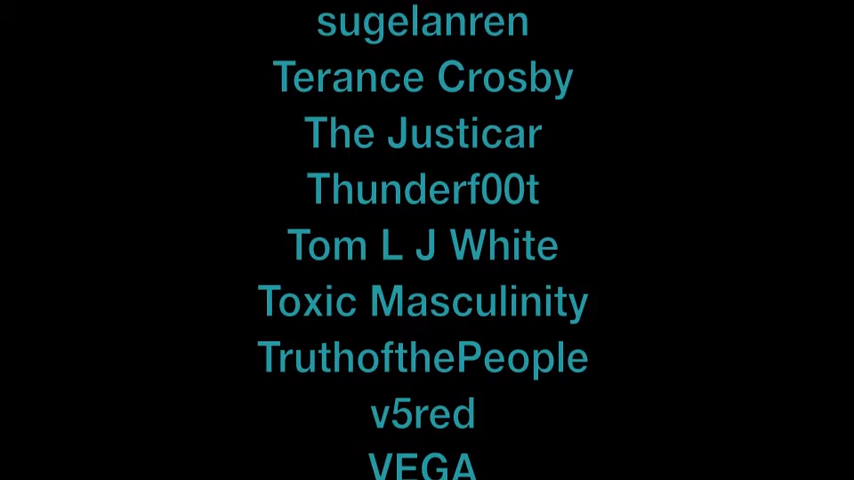 sugelanren
Terance Crosby
The Justicar
Thunderf00t
Tom L J White
Toxic Masculinity
TruthofthePeople
v5red
VEGA